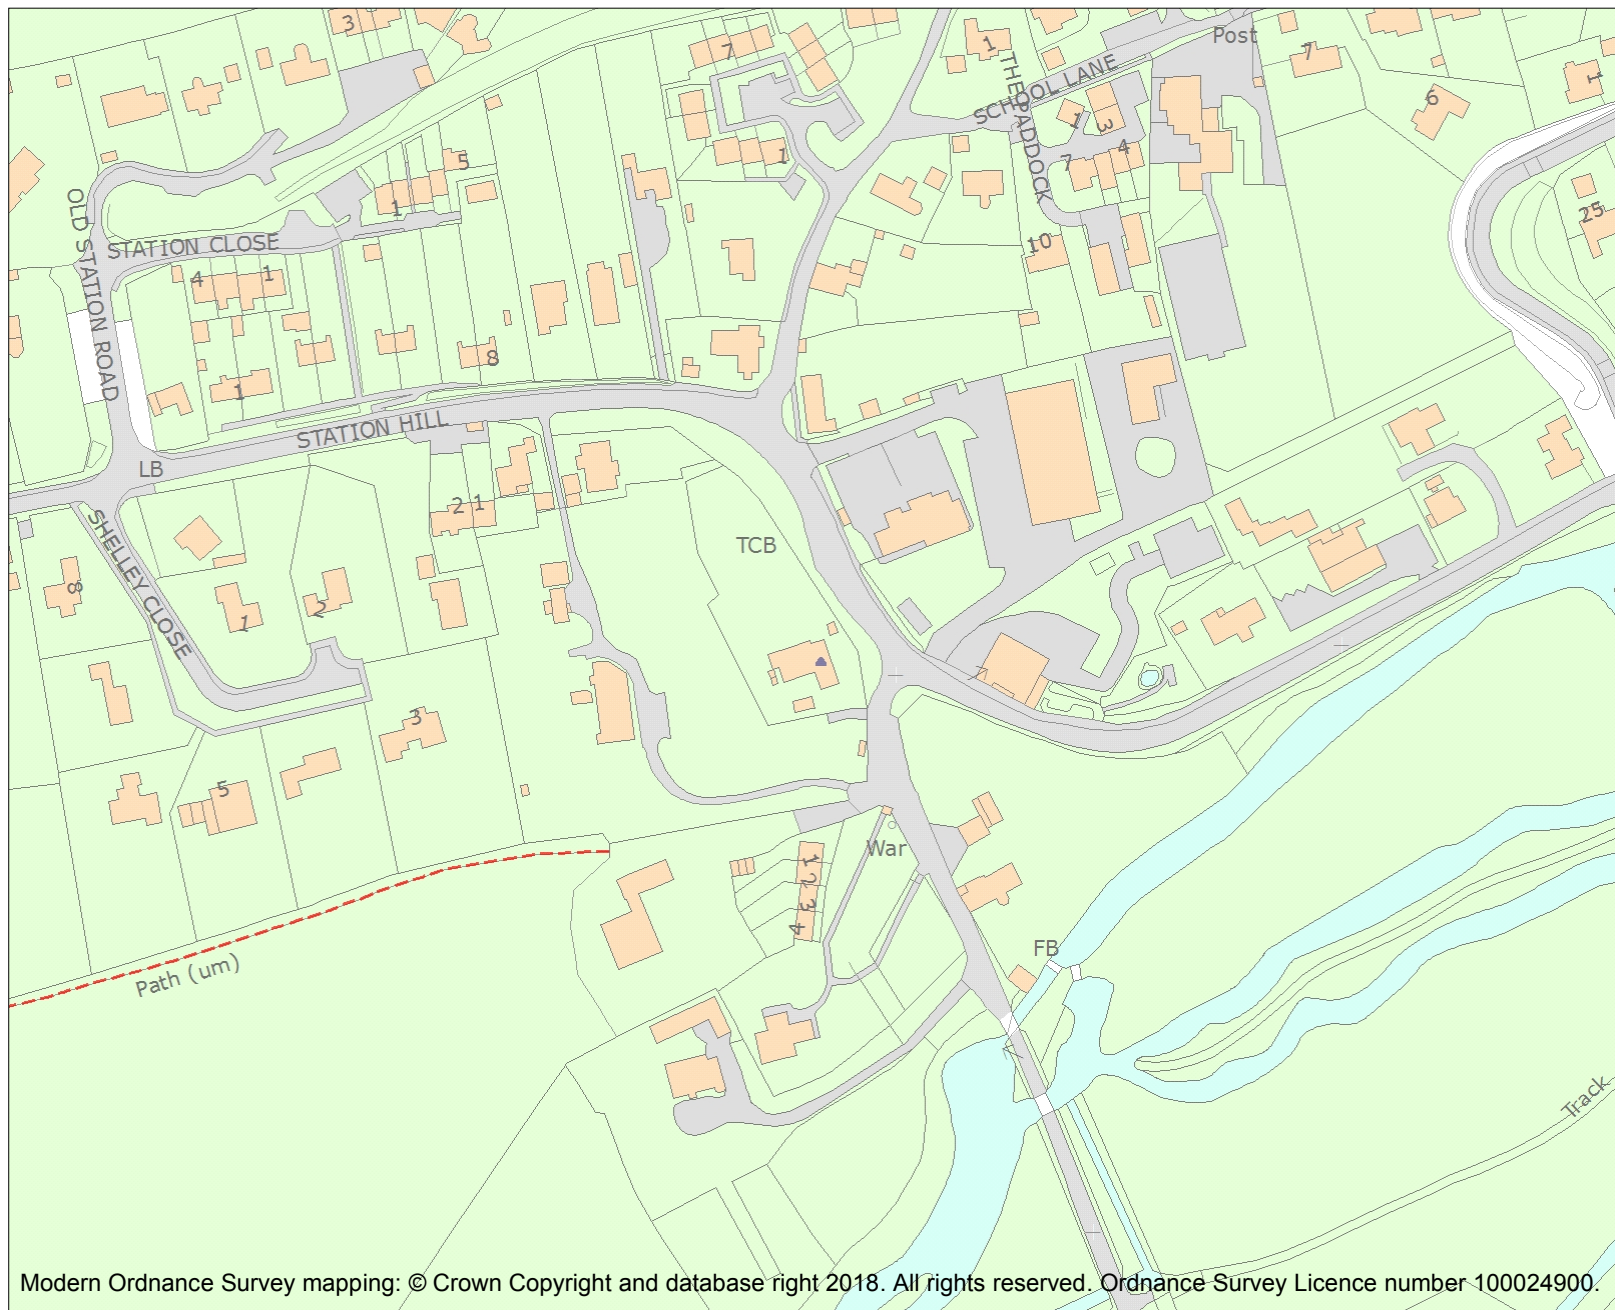 3
7
1
THE PADDOCK
SCHOOL LANE
Post
7
1
6
1
3
4
7
5
1
1
25
OLD STATION ROAD
STATION CLOSE
10
4
1
8
1
STATION HILL
LB
2
1
SHELLEY CLOSE
TCB
8
1
2
3
5
War
1
2
3
4
FB
Path (um)
Track
Modern Ordnance Survey mapping: © Crown Copyright and database right 2018. All rights reserved. Ordnance Survey Licence number 100024900.